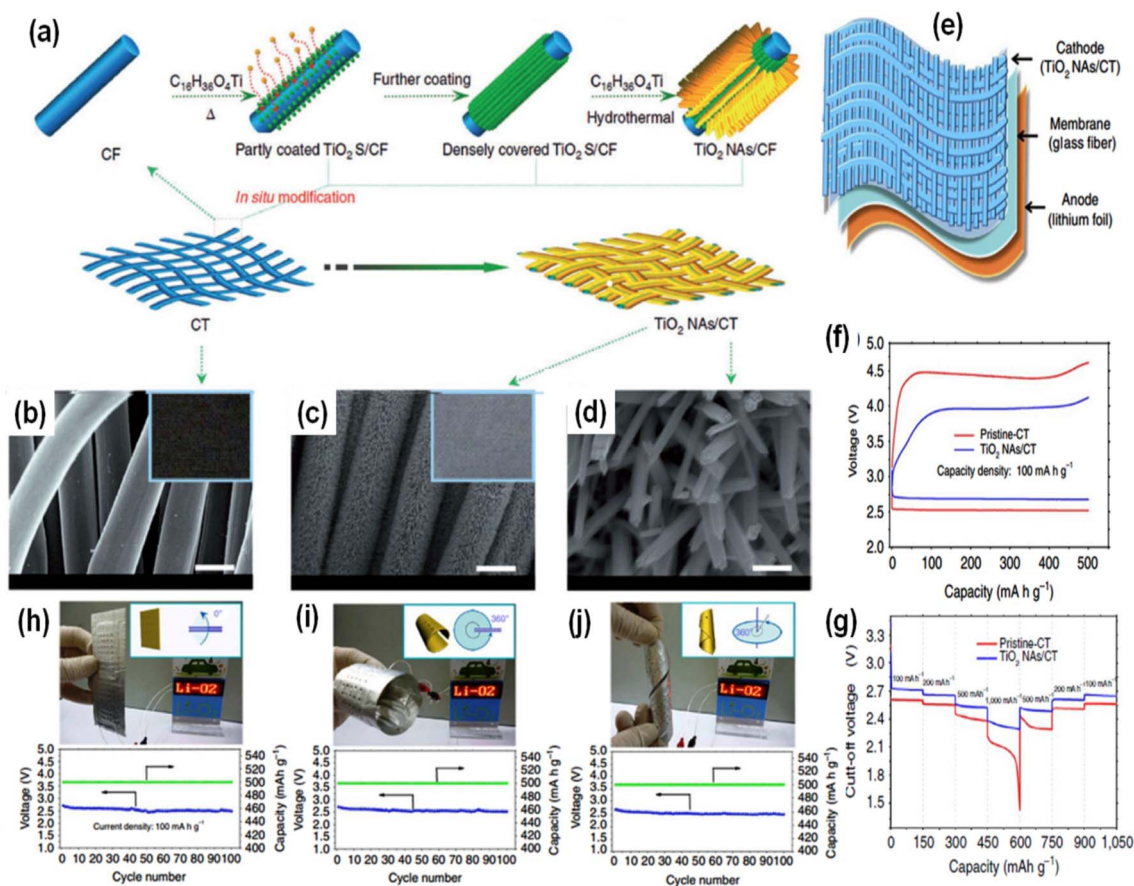 (a)
C16H36O4Ti
Δ
Further coating
C16H36O4Ti
Hydrothermal
CF
Partly coated TiO2 S/CF
Densely covered TiO2 S/CF
TiO2 NAs/CF
In situ modification
CT
TiO2 NAs/CT
(e)
Cathode
(TiO2 NAs/CT)
Membrane
(glass fiber)
Anode
(lithium foil)
(b)
(c)
(d)
(f)
5.0
4.5
4.0
3.5
3.0
2.5
2.0
Voltage (V)
Pristine-CT
TiO2 NAs/CT
Capacity density: 100 mA h g-1
0 100 200 300 400 500
Capacity (mA h g-1)
(h)
0°
Li-O2
5.0
4.5
4.0
3.5
3.0
2.5
2.0
1.5
1.0
Voltage (V)
540
520
500
480
460
440
420
400
Capacity (mAh g-1)
Current density: 100 mA h g-1
0 10 20 30 40 50 60 70 80 90 100
Cycle number
(i)
360°
Li-O2
5.0
4.5
4.0
3.5
3.0
2.5
2.0
1.5
1.0
Voltage (V)
540
520
500
480
460
440
420
400
Capacity (mAh g-1)
0 10 20 30 40 50 60 70 80 90 100
Cycle number
(j)
360°
Li-O2
5.0
4.5
4.0
3.5
3.0
2.5
2.0
1.5
1.0
Voltage (V)
540
520
500
480
460
440
420
400
Capacity (mAh g-1)
0 10 20 30 40 50 60 70 80 90 100
Cycle number
(g)
3.3
3.0
2.7
2.4
2.1
1.8
1.5
Cutt-off voltage (V)
Pristine-CT
TiO2 NAs/CT
100 mAh-1
200 mAh-1
500 mAh-1
1,000 mAh-1
500 mAh-1
200 mAh-1
100 mAh-1
0 150 300 450 600 750 900 1,050
Capacity (mAh g-1)